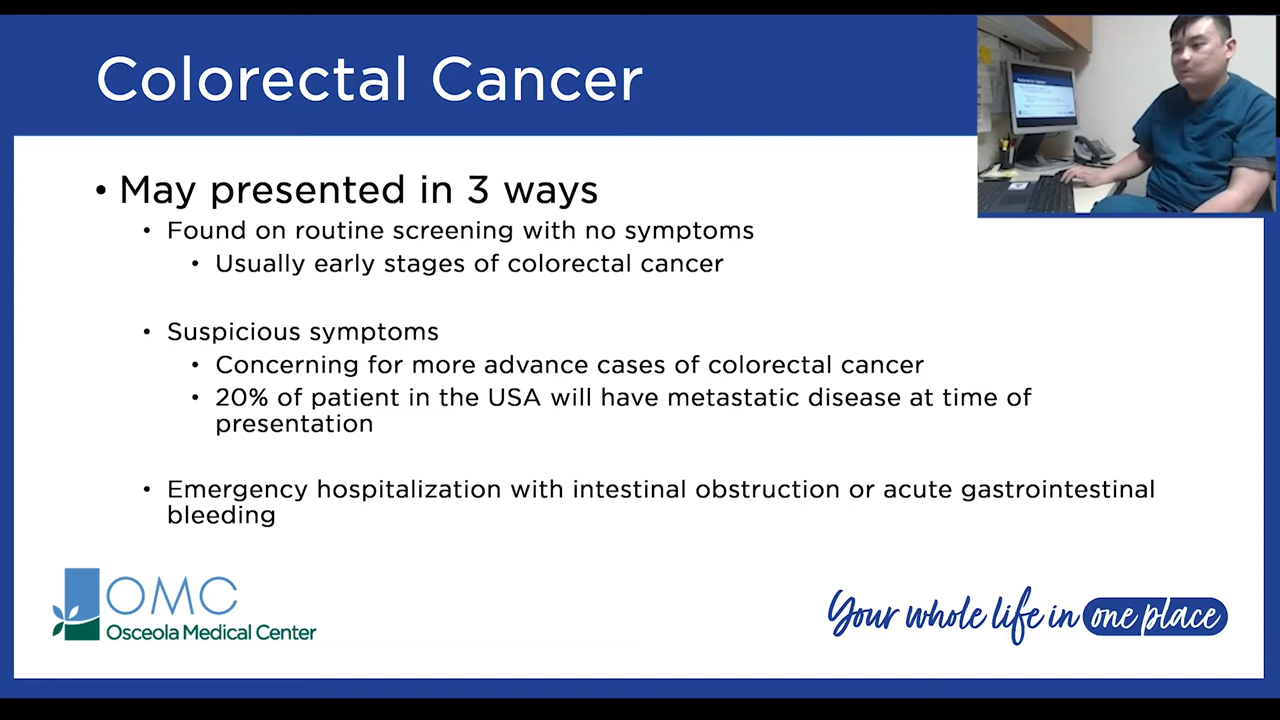 Colorectal Cancer
• May presented in 3 ways
• Found on routine screening with no symptoms
• Usually early stages of colorectal cancer
• Suspicious symptoms
• Concerning for more advance cases of colorectal cancer
• 20% of patient in the USA will have metastatic disease at time of
presentation
• Emergency hospitalization with intestinal obstruction or acute gastrointestinal
bleeding
OMC
Osceola Medical Center
Your whole life in one place